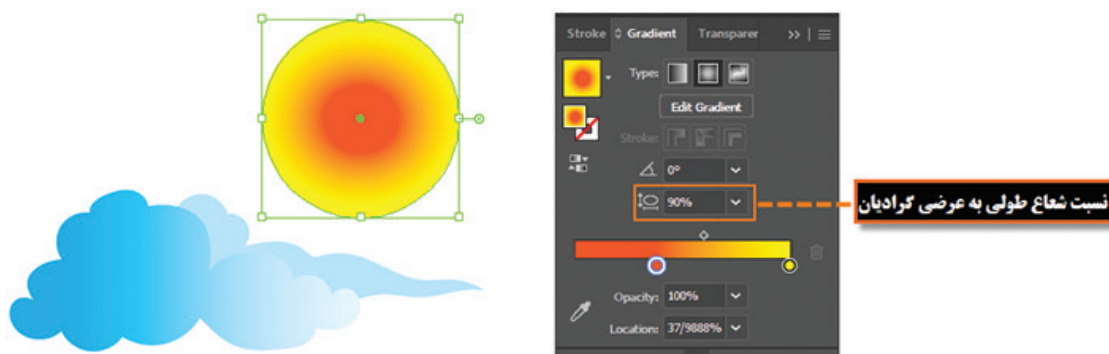 Stroke Gradient Transparer
Type:
Edit Gradient
Stroke:
0°
90%
نسبت شعاع طولی به عرضی گرادیان
Opacity: 100%
Location: 37/9888%